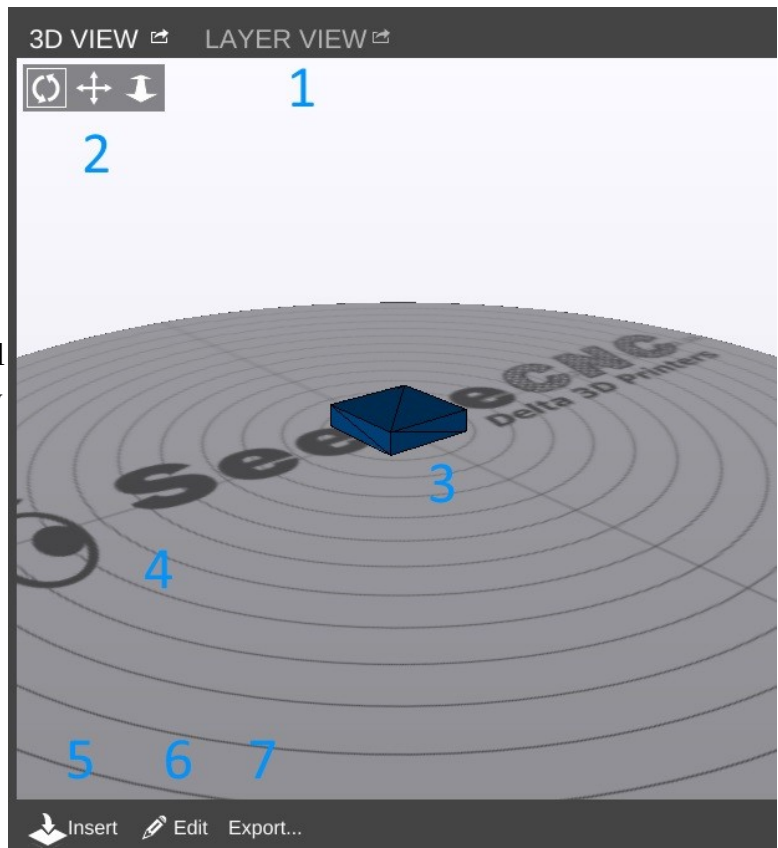 3D VIEW LAYER VIEW
1
2
SeeMeCNC
Delta 3D Printers
3
4
5 6 7
Insert Edit Export...